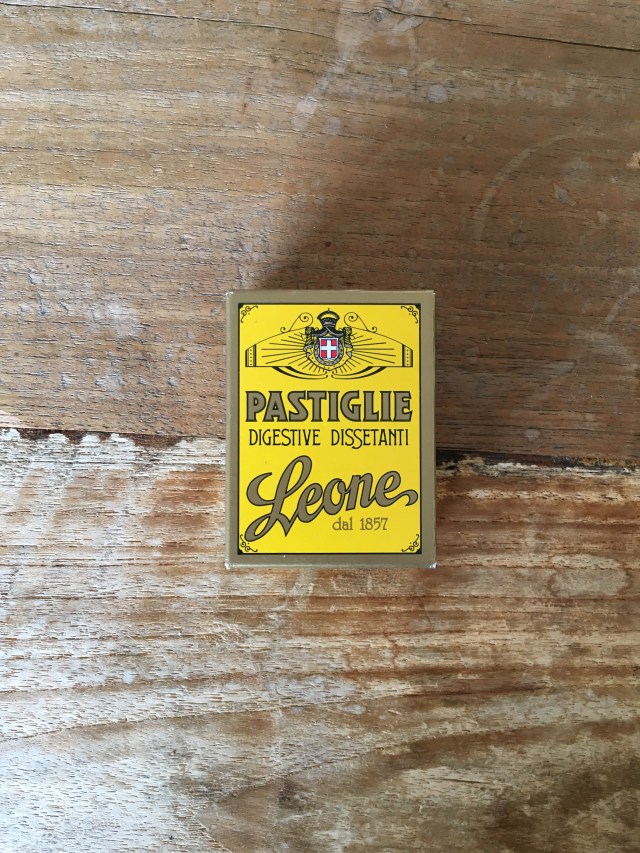 PASTIGLIE
DIGESTIVE DISSETANTI
Leone
dal 1857